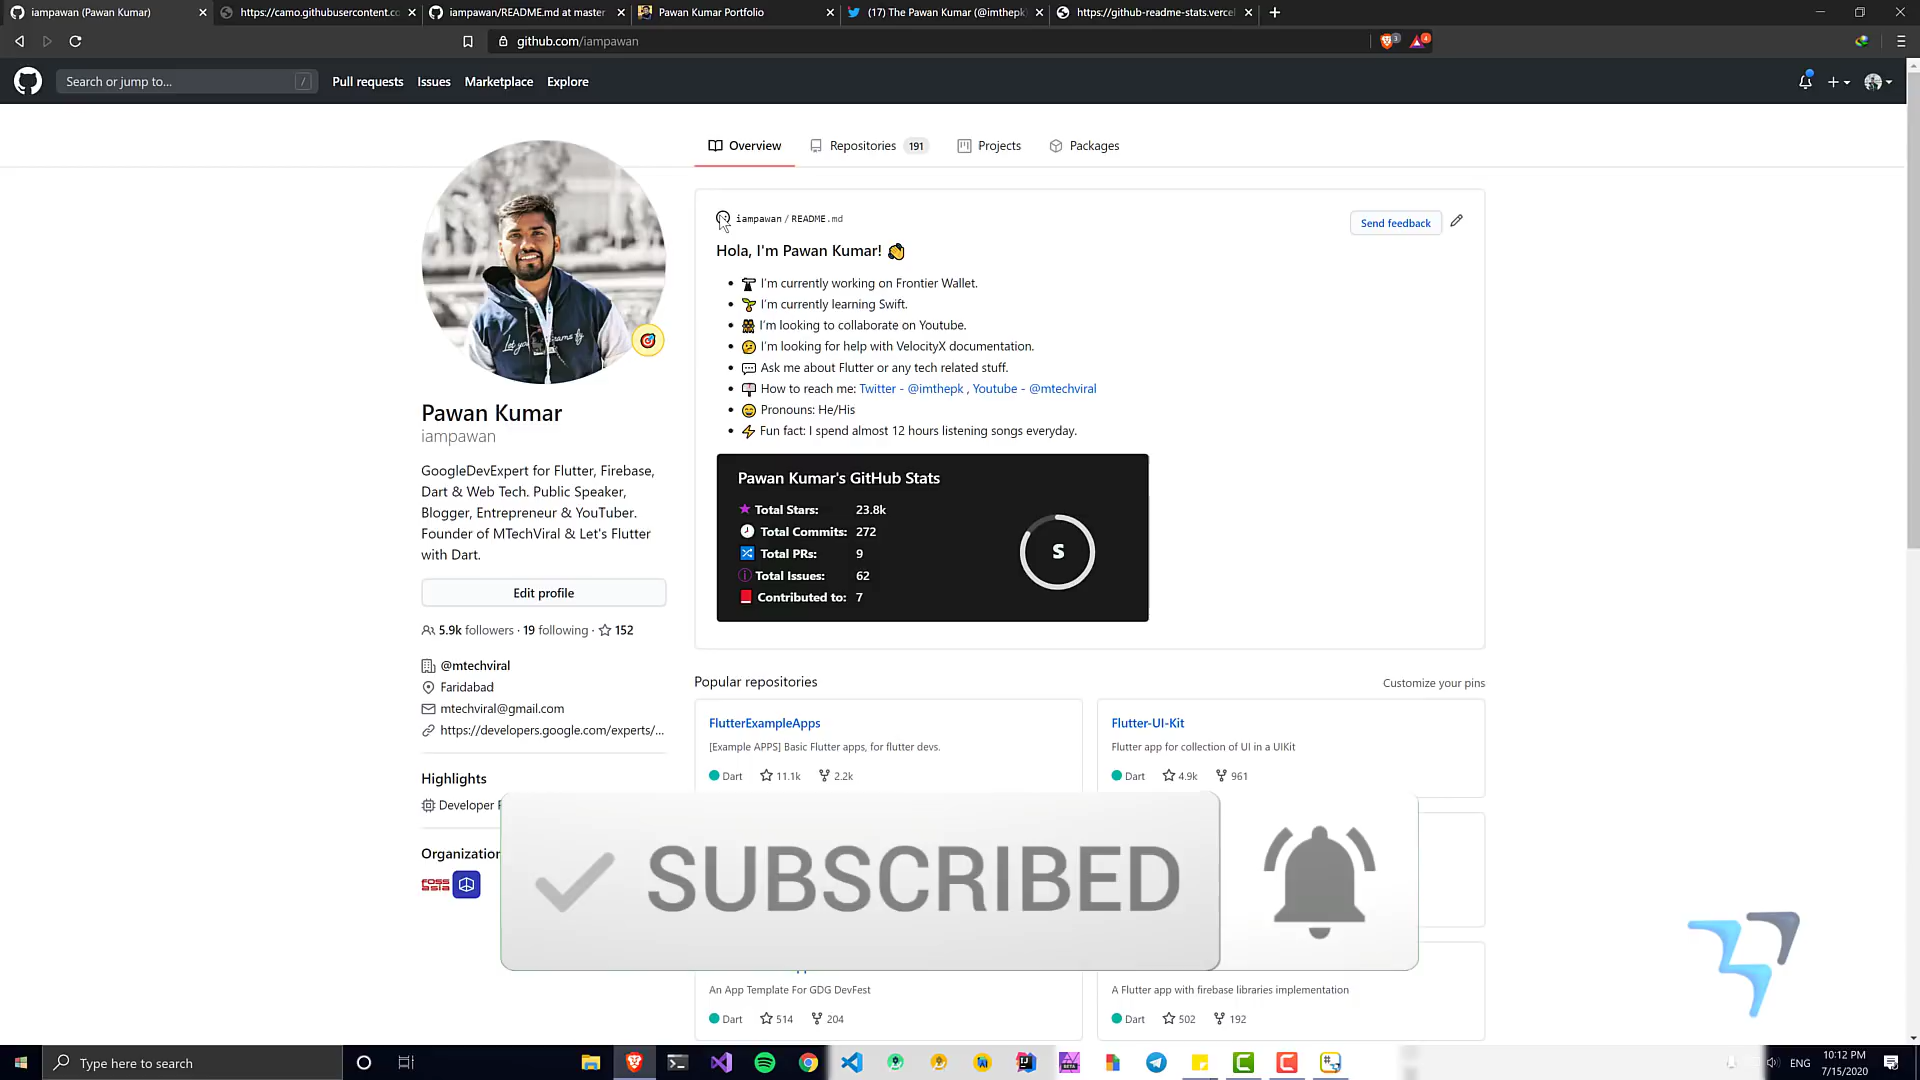 iampawan (Pawan Kumar)
https://camo.githubusercontent.cc
iampawan/README.md at master
Pawan Kumar Portfolio
(17) The Pawan Kumar (@imthepk)
https://github-readme-stats.vercel
github.com/iampawan
3
4
Search or jump to...
/
Pull requests
Issues
Marketplace
Explore
Overview
Repositories 191
Projects
Packages
iampawan/README.md
Send feedback
Hola, I'm Pawan Kumar!
I'm currently working on Frontier Wallet.
I'm currently learning Swift.
I'm looking to collaborate on Youtube.
I'm looking for help with VelocityX documentation.
Ask me about Flutter or any tech related stuff.
How to reach me: Twitter - @imthepk , Youtube - @mtechviral
Pronouns: He/His
Fun fact: I spend almost 12 hours listening songs everyday.
Pawan Kumar
iampawan
GoogleDevExpert for Flutter, Firebase,
Dart & Web Tech. Public Speaker,
Blogger, Entrepreneur & YouTuber.
Founder of MTechViral & Let's Flutter
with Dart.
Edit profile
5.9k followers · 19 following · 152
@mtechviral
Faridabad
mtechviral@gmail.com
https://developers.google.com/experts/...
Highlights
Developer
Organization
FOSS
ASIA
Pawan Kumar's GitHub Stats
Total Stars: 23.8k
Total Commits: 272
Total PRs: 9
Total Issues: 62
Contributed to: 7
S
Popular repositories
Customize your pins
FlutterExampleApps
[Example APPS] Basic Flutter apps, for flutter devs.
Dart 11.1k 2.2k
Flutter-UI-Kit
Flutter app for collection of UI in a UIKit
Dart 4.9k 961
SUBSCRIBED
An App Template For GDG DevFest
Dart 514 204
A Flutter app with firebase libraries implementation
Dart 502 192
Type here to search
ENG
10:12 PM
7/15/2020